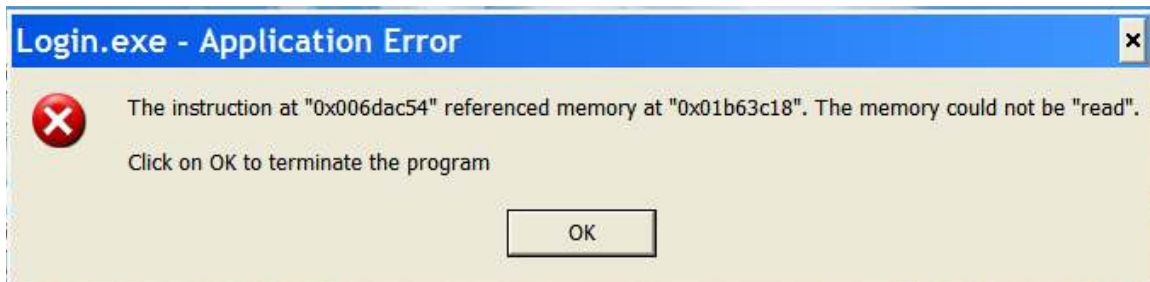 Login.exe - Application Error
The instruction at "0x006dac54" referenced memory at "0x01b63c18". The memory could not be "read".
Click on OK to terminate the program
OK